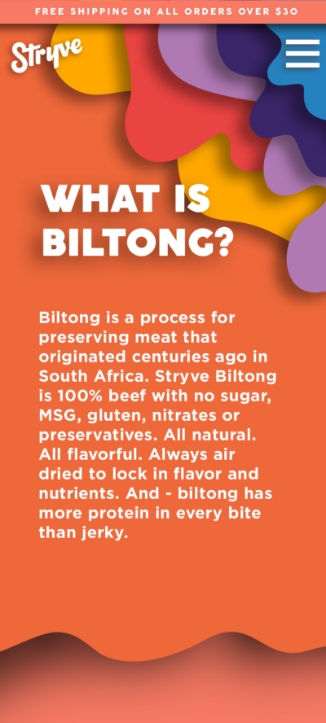 FREE SHIPPING ON ALL ORDERS OVER $30
Stryve
WHAT IS
BILTONG?
Biltong is a process for
preserving meat that
originated centuries ago in
South Africa. Stryve Biltong
is 100% beef with no sugar,
MSG, gluten, nitrates or
preservatives. All natural.
All flavorful. Always air
dried to lock in flavor and
nutrients. And - biltong has
more protein in every bite
than jerky.